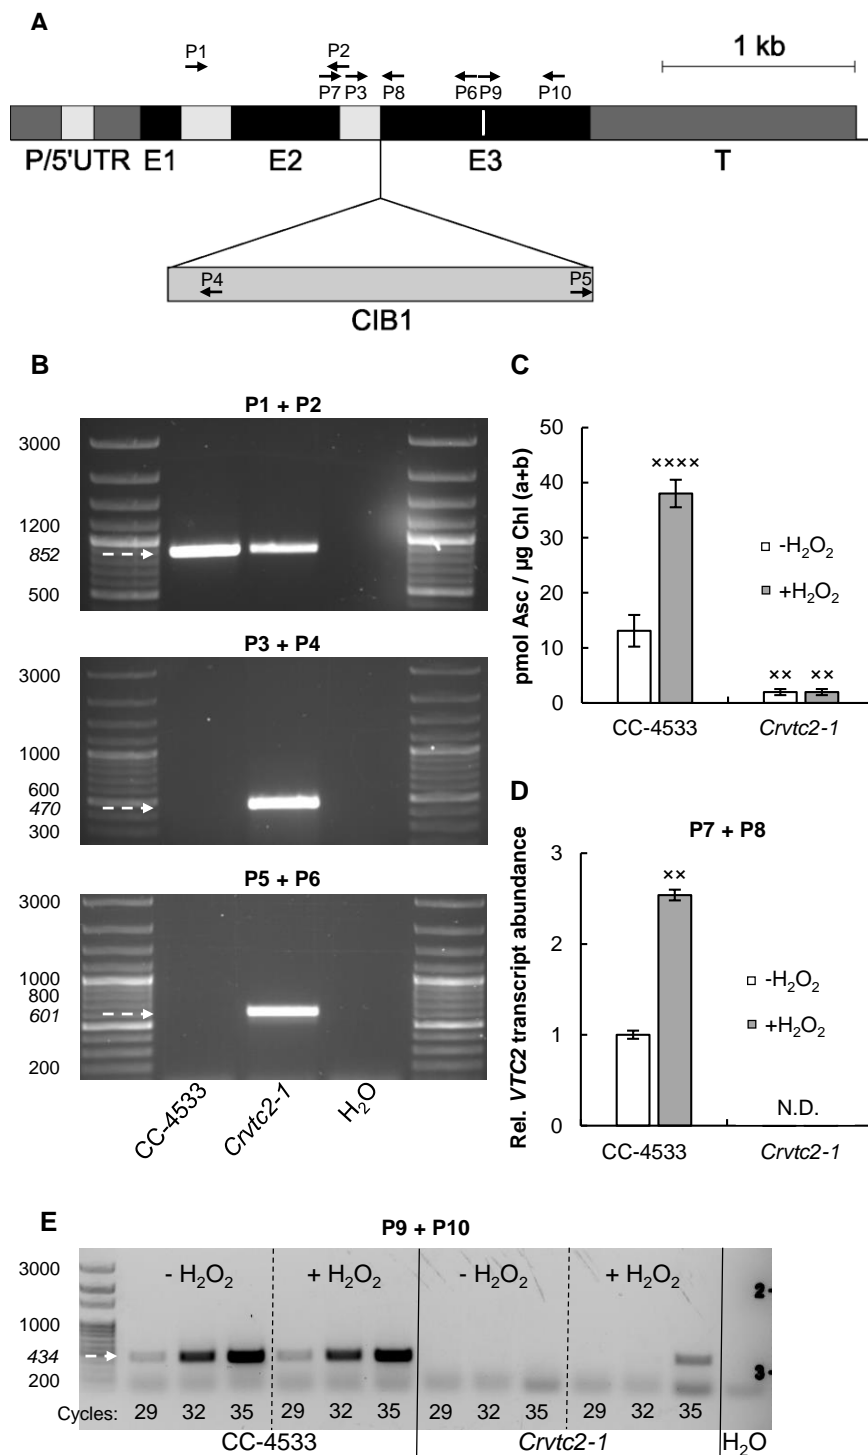 A
P1
P2
1 kb
P7 P3 P8 P6 P9 P10
P/5'UTR E1 E2 E3 T
P4 P5
CIB1
B
P1 + P2
3000
1200
852
500
P3 + P4
3000
1000
600
470
300
P5 + P6
3000
1000
800
601
200
CC-4533 Crvtc2-1 H2O
C
pmol Asc / µg Chl (a+b)
50
40
30
20
10
0
××××
×× ××
-H2O2
+H2O2
CC-4533 Crvtc2-1
D
P7 + P8
Rel. VTC2 transcript abundance
3
2
1
0
××
-H2O2
+H2O2
N.D.
CC-4533 Crvtc2-1
E
P9 + P10
3000
1000
434
200
- H2O2 + H2O2 - H2O2 + H2O2
2
3
Cycles: 29 32 35 29 32 35 29 32 35 29 32 35
CC-4533 Crvtc2-1 H2O